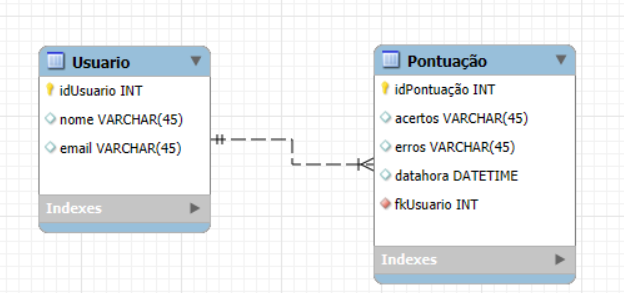 Usuario
idUsuario INT
nome VARCHAR(45)
email VARCHAR(45)
Indexes
Pontuação
idPontuação INT
acertos VARCHAR(45)
erros VARCHAR(45)
datahora DATETIME
fkUsuario INT
Indexes